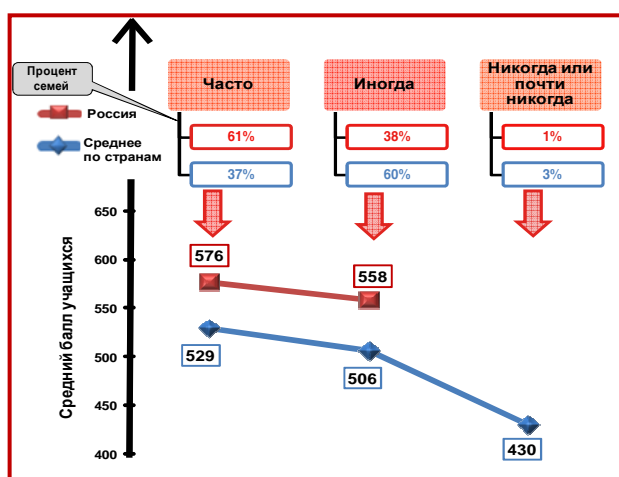 Процент
семей
Часто
Иногда
Никогда или
почти
никогда
Россия
Среднее
по странам
61%
38%
1%
37%
60%
3%
Средний балл учащихся
650
600
550
500
450
400
576
558
529
506
430